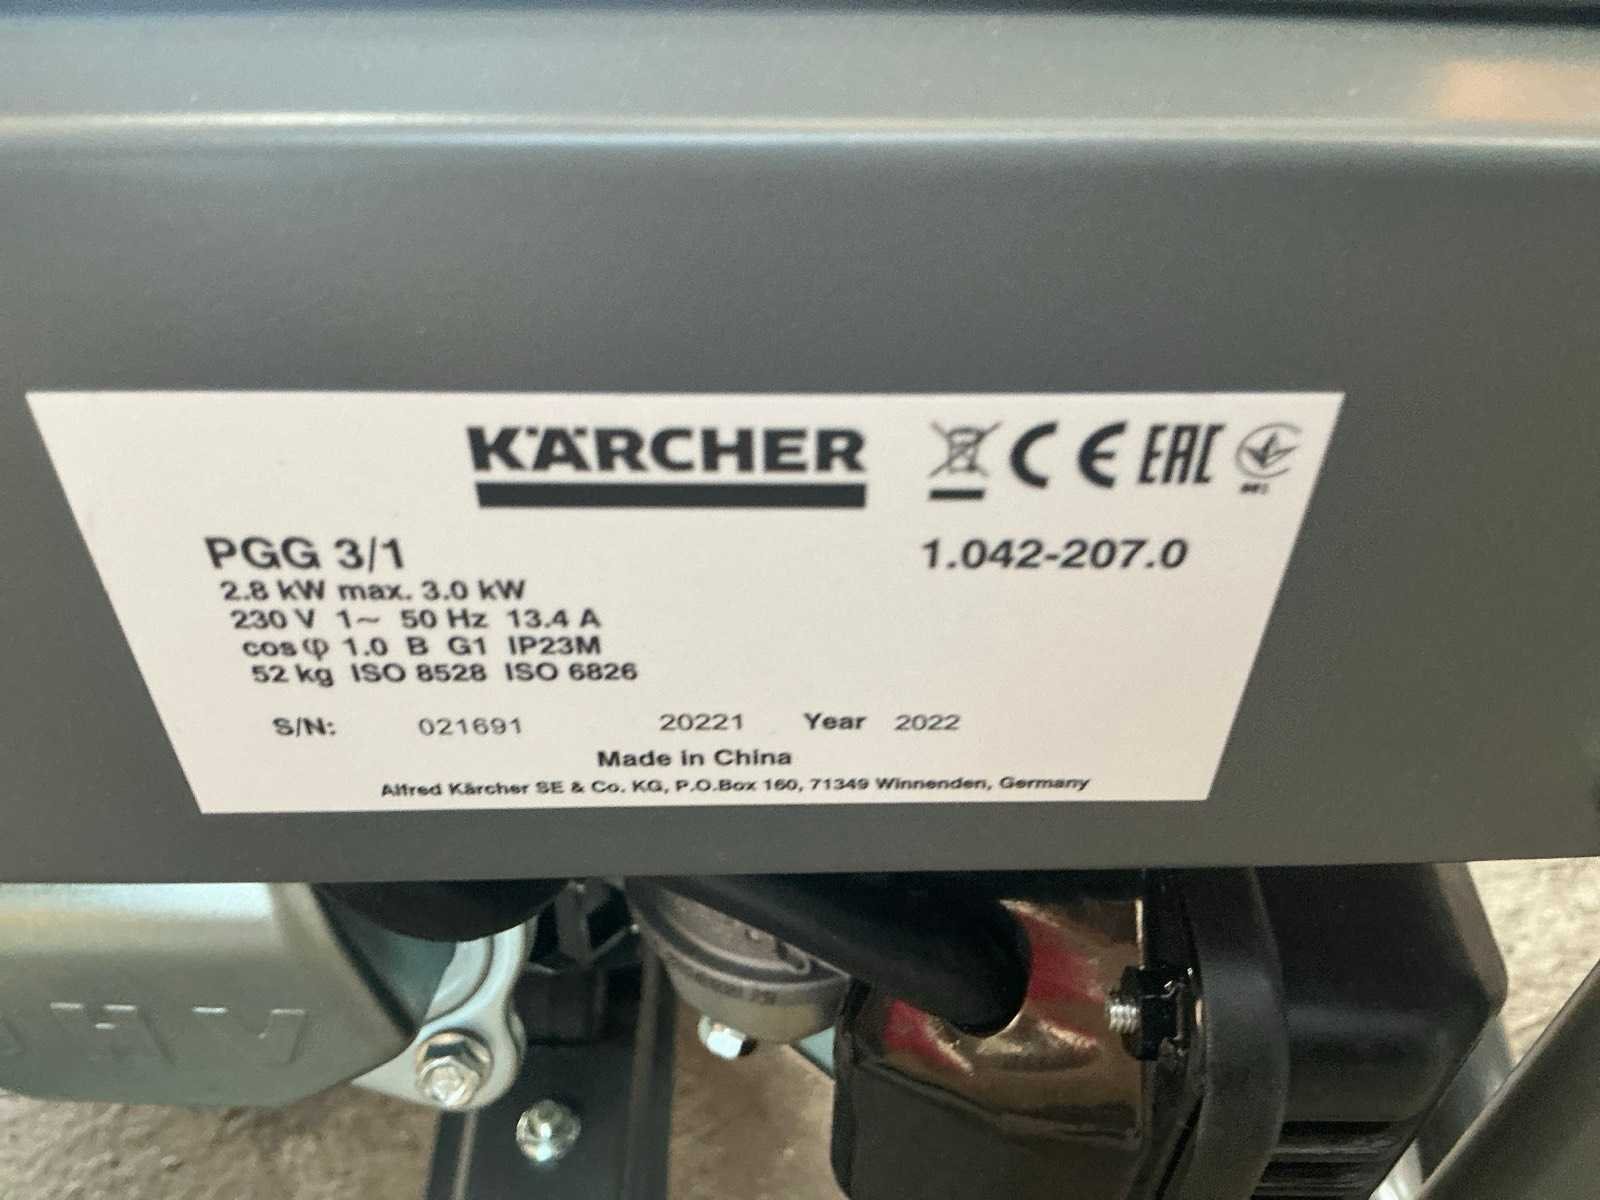 KÄRCHER
CE EAC
PGG 3/1 1.042-207.0
2.8 kW max. 3.0 kW
230 V 1~ 50 Hz 13.4 A
cos φ 1.0 B G1 IP23M
52 kg ISO 8528 ISO 6826
S/N: 021691 20221 Year 2022
Made in China
Alfred Kärcher SE & Co. KG, P.O.Box 160, 71349 Winnenden, Germany
OHV